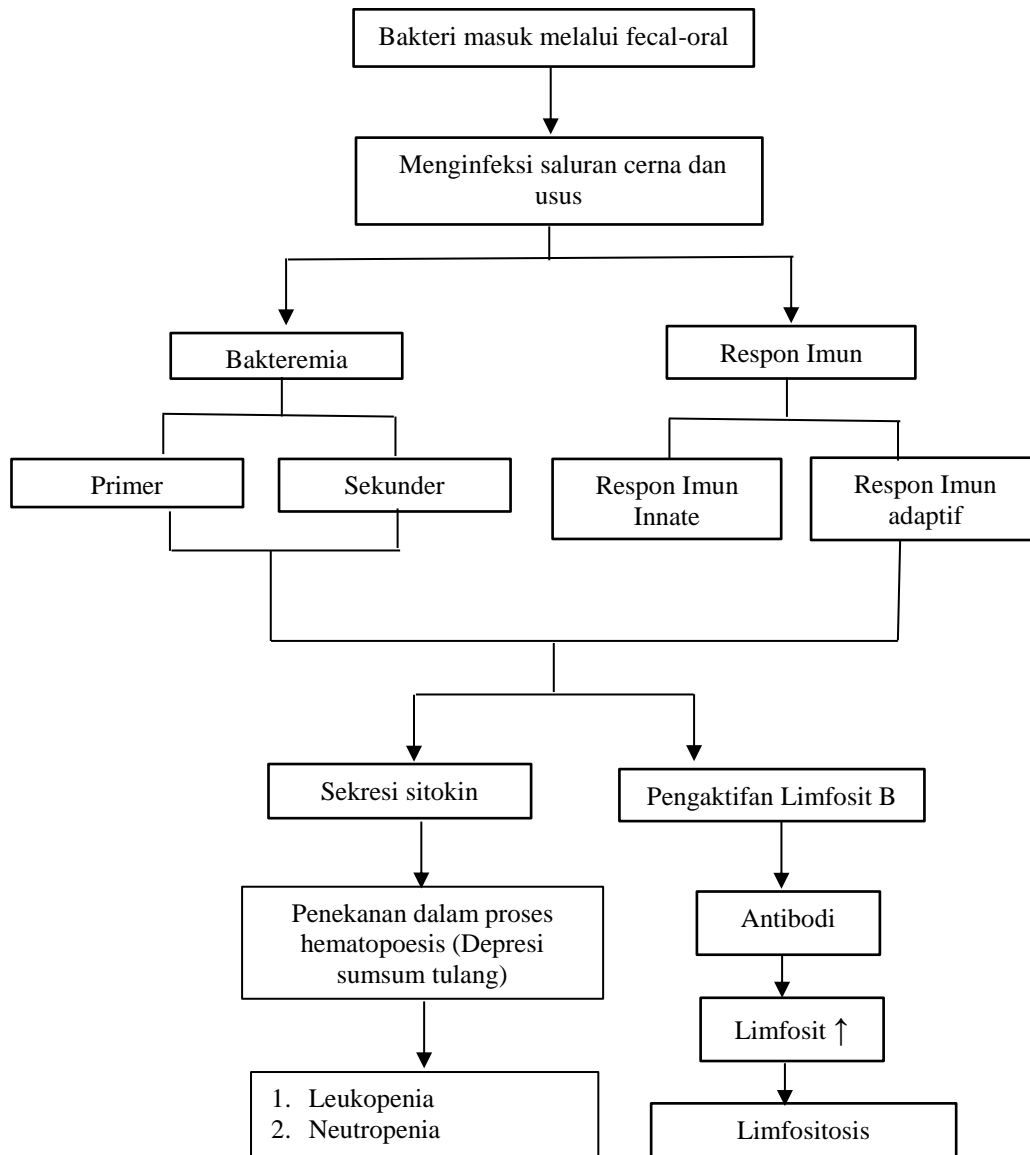 Bakteri masuk melalui fecal-oral
Menginfeksi saluran cerna dan
usus
Bakteremia
Respon Imun
Primer
Sekunder
Respon Imun
Innate
Respon Imun
adaptif
Sekresi sitokin
Pengaktifan Limfosit B
Penekanan dalam proses
hematopoesis (Depresi
sumsum tulang)
Antibodi
Limfosit ↑
1. Leukopenia
2. Neutropenia
Limfositosis